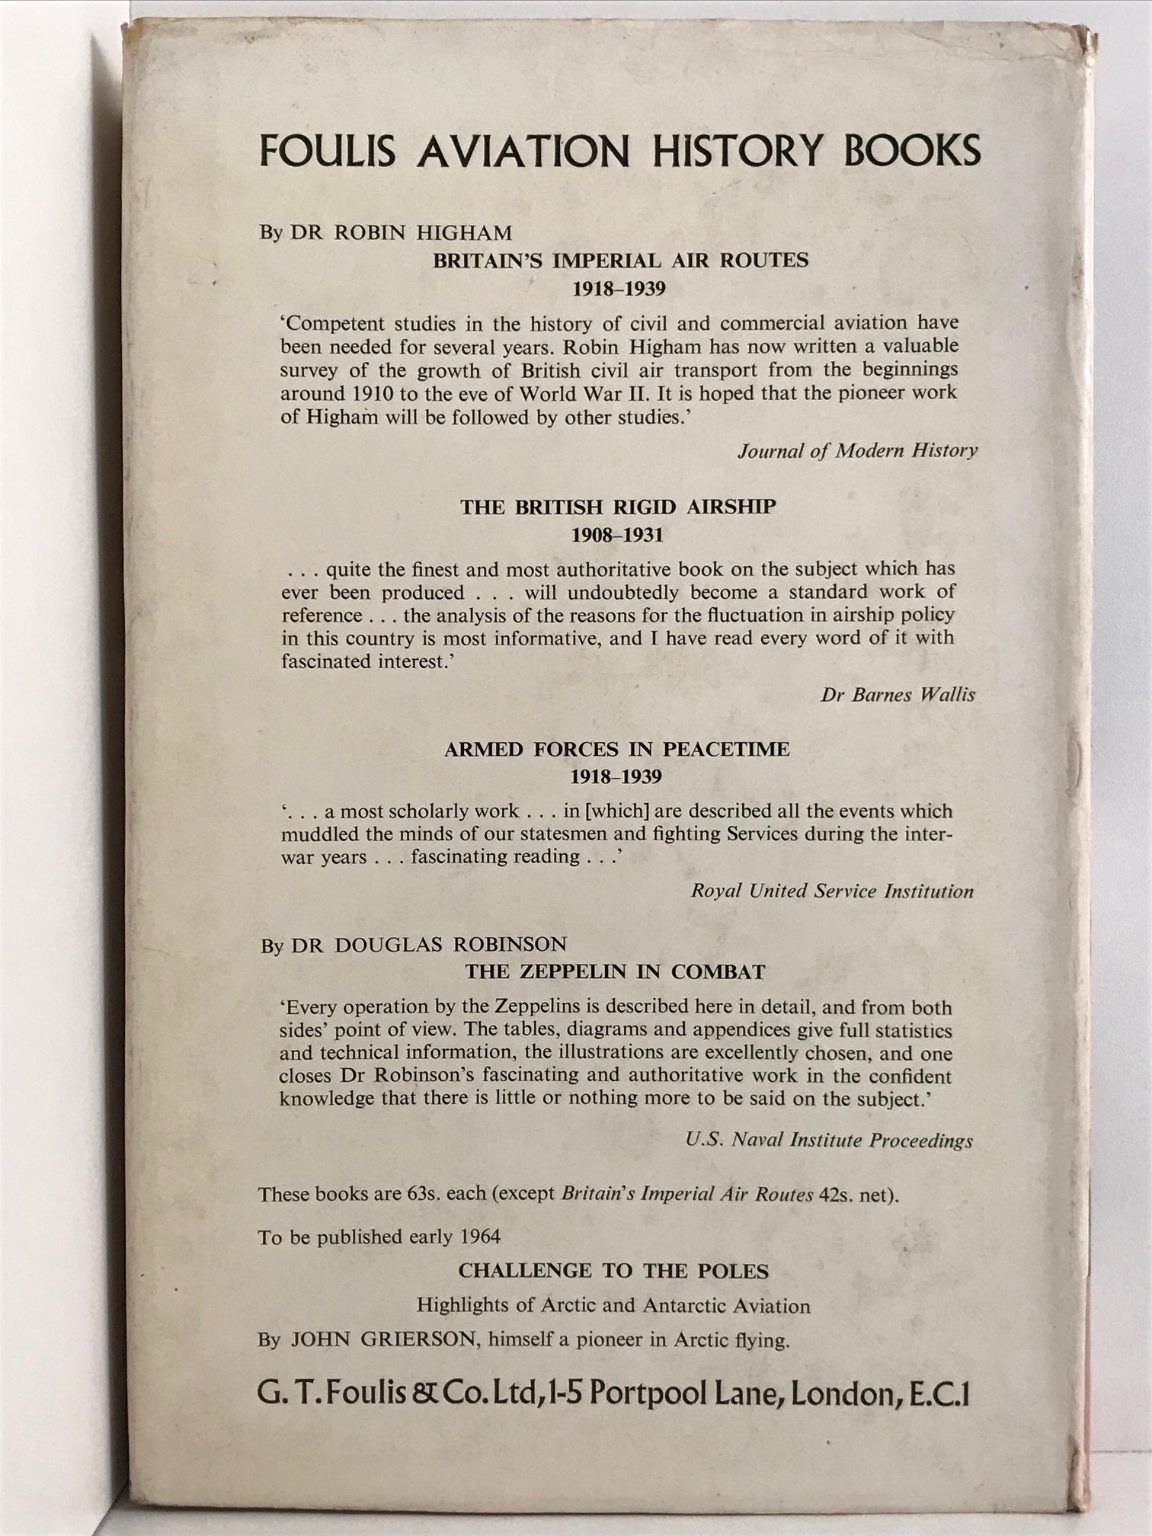 FOULIS AVIATION HISTORY BOOKS
By DR ROBIN HIGHAM
BRITAIN'S IMPERIAL AIR ROUTES
1918–1939
‘Competent studies in the history of civil and commercial aviation have
been needed for several years. Robin Higham has now written a valuable
survey of the growth of British civil air transport from the beginnings
around 1910 to the eve of World War II. It is hoped that the pioneer work
of Higham will be followed by other studies.’
Journal of Modern History
THE BRITISH RIGID AIRSHIP
1908–1931
. . . quite the finest and most authoritative book on the subject which has
ever been produced . . . will undoubtedly become a standard work of
reference . . . the analysis of the reasons for the fluctuation in airship policy
in this country is most informative, and I have read every word of it with
fascinated interest.’
Dr Barnes Wallis
ARMED FORCES IN PEACETIME
1918–1939
‘. . . a most scholarly work . . . in [which] are described all the events which
muddled the minds of our statesmen and fighting Services during the inter-
war years . . . fascinating reading . . .’
Royal United Service Institution
By DR DOUGLAS ROBINSON
THE ZEPPELIN IN COMBAT
‘Every operation by the Zeppelins is described here in detail, and from both
sides’ point of view. The tables, diagrams and appendices give full statistics
and technical information, the illustrations are excellently chosen, and one
closes Dr Robinson’s fascinating and authoritative work in the confident
knowledge that there is little or nothing more to be said on the subject.’
U.S. Naval Institute Proceedings
These books are 63s. each (except Britain’s Imperial Air Routes 42s. net).
To be published early 1964
CHALLENGE TO THE POLES
Highlights of Arctic and Antarctic Aviation
By JOHN GRIERSON, himself a pioneer in Arctic flying.
G. T. Foulis & Co. Ltd, 1-5 Portpool Lane, London, E.C.1